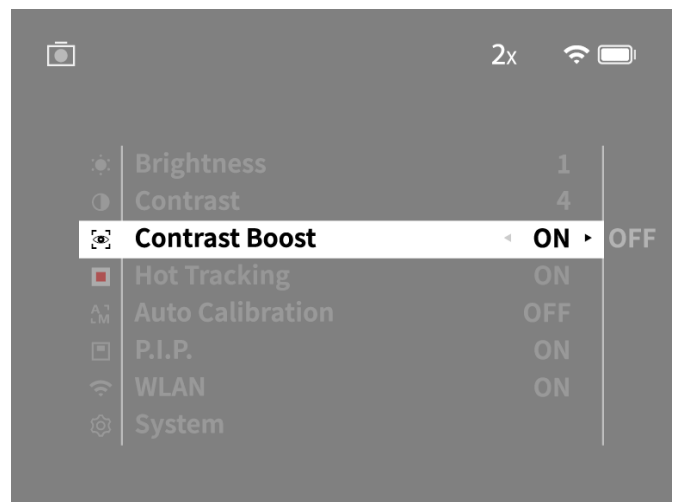 2x
Brightness 1
Contrast 4
Contrast Boost ON OFF
Hot Tracking ON
Auto Calibration OFF
P.I.P. ON
WLAN ON
System